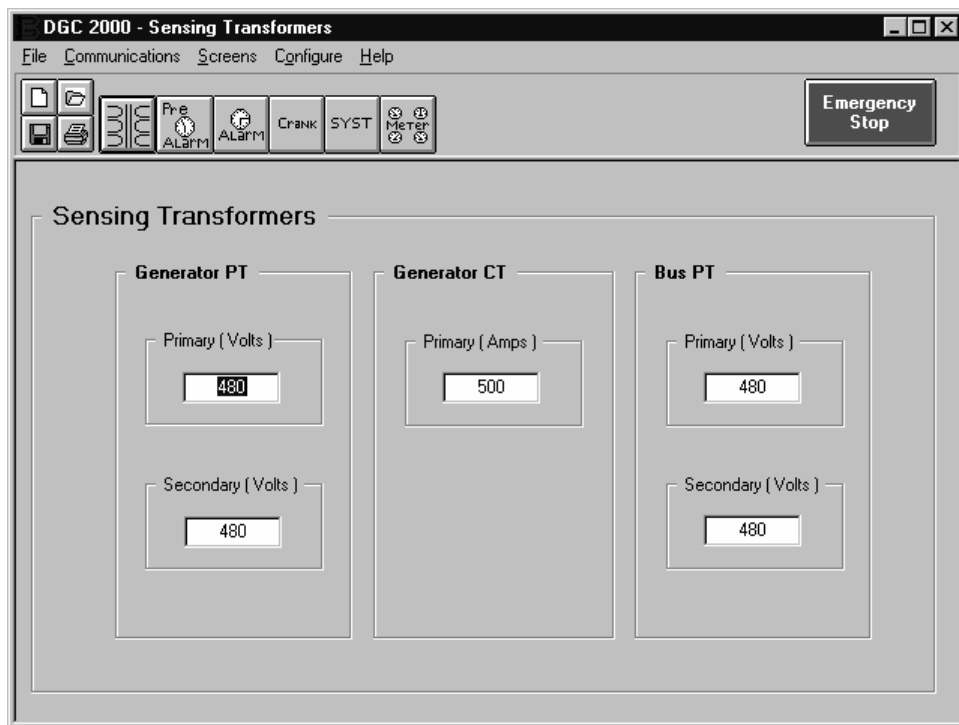 DGC 2000 - Sensing Transformers
File Communications Screens Configure Help
Pre ALarM
ALarM
CranK
SYST
MeTer
Emergency
Stop
Sensing Transformers
Generator PT
Generator CT
Bus PT
Primary ( Volts )
Primary ( Amps )
Primary ( Volts )
480
500
480
Secondary ( Volts )
Secondary ( Volts )
480
480